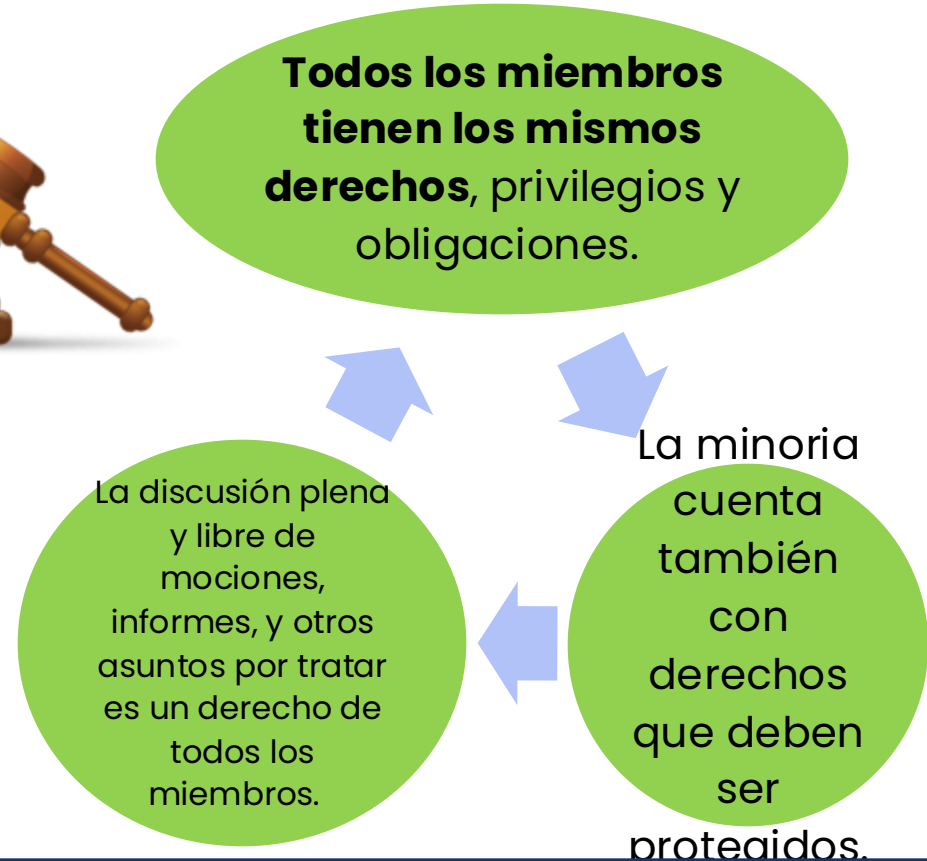 Todos los miembros
tienen los mismos
derechos, privilegios y
obligaciones.
La minoria
cuenta
también
con
derechos
que deben
ser
protegidos.
La discusión plena
y libre de
mociones,
informes, y otros
asuntos por tratar
es un derecho de
todos los
miembros.